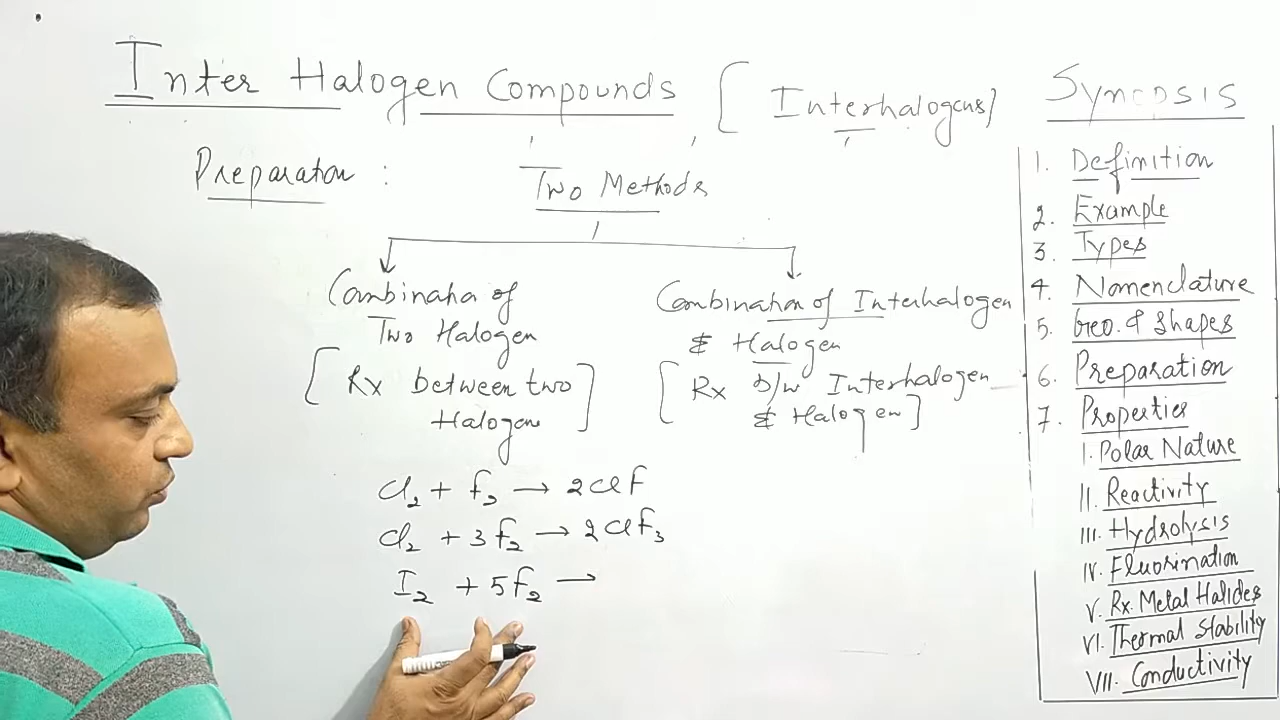 Inter Halogen Compounds [Interhalogens]
Preparation :
Two Methods
Combination of
Two Halogen
[Rx between two
Halogen]
Combination of Interhalogen
& Halogen
[Rx b/w Interhalogen
& Halogen]
Cl₂ + F₂ → 2ClF
Cl₂ + 3F₂ → 2ClF₃
I₂ + 5F₂ →
Synopsis
1. Definition
2. Example
3. Types
4. Nomenclature
5. Geo. & Shapes
6. Preparation
7. Properties
I. Polar Nature
II. Reactivity
III. Hydrolysis
IV. Fluorination
V. Rx. Metal Halides
VI. Thermal Stability
VII. Conductivity